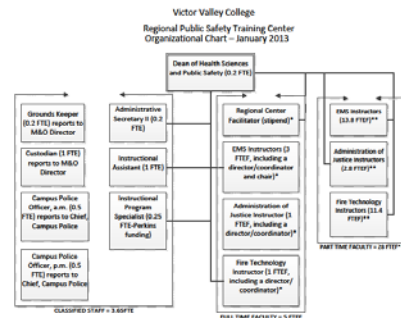 Victor Valley College
Regional Public Safety Training Center
Organizational Chart – January 2013
Dean of Health Sciences
and Public Safety (0.2 FTE)
Grounds Keeper
(0.2 FTE) reports to
M&O Director
Custodian (1 FTE)
reports to M&O
Director
Campus Police
Officer, a.m. (0.5
FTE) reports to Chief,
Campus Police
Campus Police
Officer, p.m. (0.5
FTE) reports to
Chief, Campus Police
CLASSIFIED STAFF = 3.65FTE
Administrative
Secretary II (0.2
FTE)
Instructional
Assistant (1 FTE)
Instructional
Program
Specialist (0.25
FTE-Perkins
funding)
Regional Center
Facilitator (stipend)*
EMS Instructors (3
FTEF, including a
director/coordinator
and chair)*
Administration of
Justice Instructor (1
FTEF, including a
director/coordinator)*
Fire Technology
Instructor (1 FTEF,
including a director/
coordinator)*
FULL TIME FACULTY = 5 FTEF
EMS Instructors
(13.8 FTEF)**
Administration of
Justice Instructors
(2.8 FTEF)**
Fire Technology
Instructors (11.4
FTEF)**
PART TIME FACULTY = 28 FTEF*